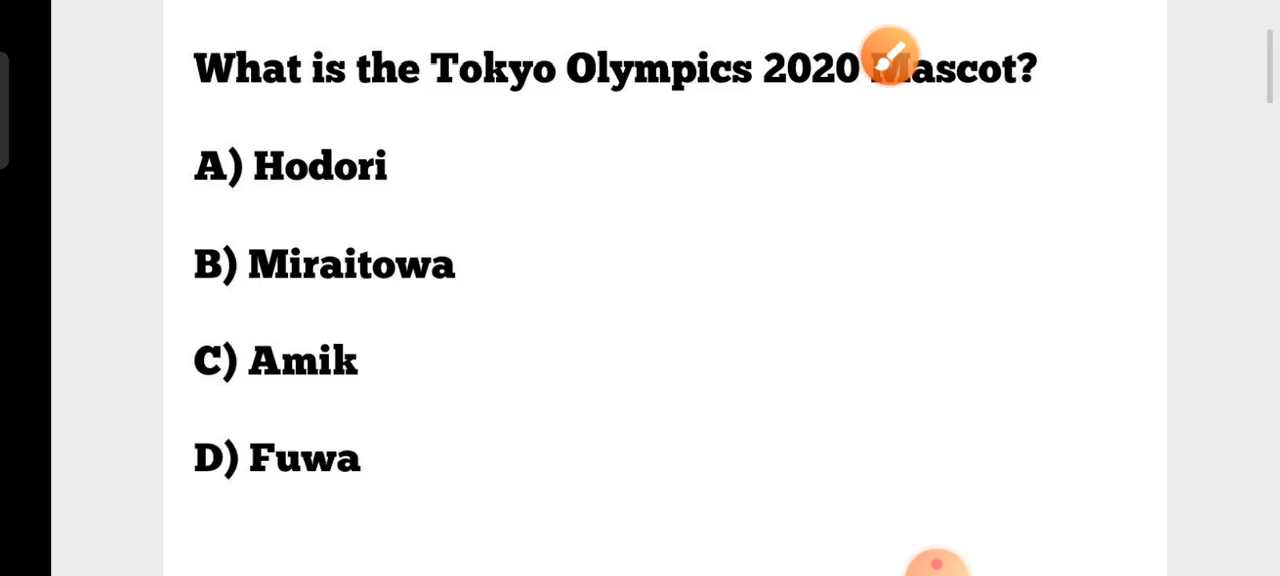 What is the Tokyo Olympics 2020 Mascot?
A) Hodori
B) Miraitowa
C) Amik
D) Fuwa